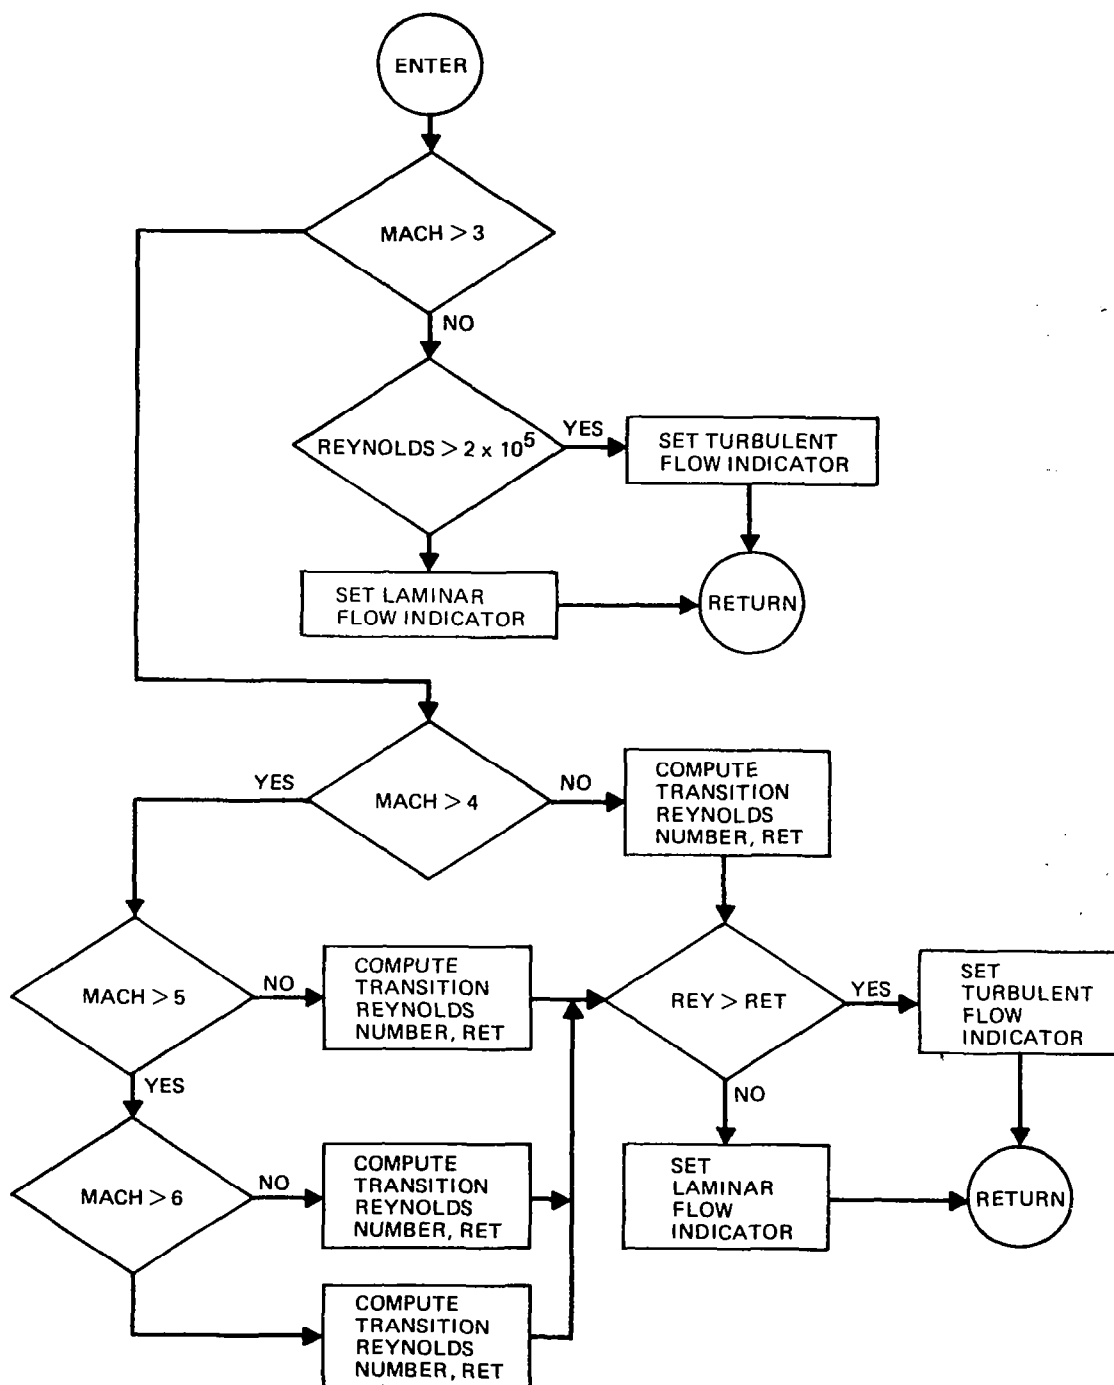 ENTER
MACH > 3
NO
REYNOLDS > 2 x 10⁵
YES
SET TURBULENT
FLOW INDICATOR
SET LAMINAR
FLOW INDICATOR
RETURN
YES
MACH > 4
NO
COMPUTE
TRANSITION
REYNOLDS
NUMBER, RET
MACH > 5
NO
COMPUTE
TRANSITION
REYNOLDS
NUMBER, RET
REY > RET
YES
SET
TURBULENT
FLOW
INDICATOR
YES
NO
MACH > 6
NO
COMPUTE
TRANSITION
REYNOLDS
NUMBER, RET
SET
LAMINAR
FLOW
INDICATOR
RETURN
COMPUTE
TRANSITION
REYNOLDS
NUMBER, RET